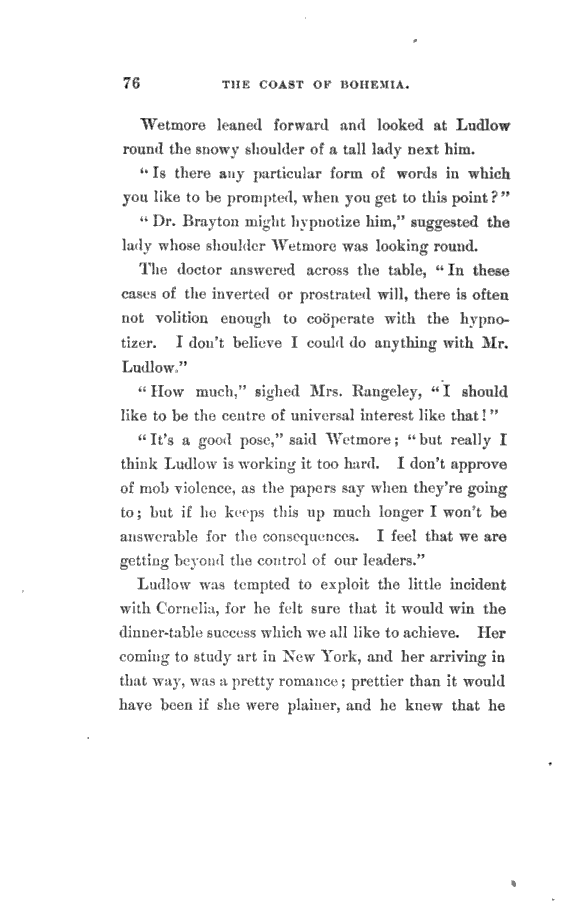 76 THE COAST OF BOHEMIA.
Wetmore leaned forward and looked at Ludlow
round the snowy shoulder of a tall lady next him.
"Is there any particular form of words in which
you like to be prompted, when you get to this point?"
"Dr. Brayton might hypnotize him," suggested the
lady whose shoulder Wetmore was looking round.
The doctor answered across the table, "In these
cases of the inverted or prostrated will, there is often
not volition enough to coöperate with the hypno-
tizer. I don't believe I could do anything with Mr.
Ludlow."
"How much," sighed Mrs. Rangeley, "I should
like to be the centre of universal interest like that!"
"It's a good pose," said Wetmore; "but really I
think Ludlow is working it too hard. I don't approve
of mob violence, as the papers say when they're going
to; but if he keeps this up much longer I won't be
answerable for the consequences. I feel that we are
getting beyond the control of our leaders."
Ludlow was tempted to exploit the little incident
with Cornelia, for he felt sure that it would win the
dinner-table success which we all like to achieve. Her
coming to study art in New York, and her arriving in
that way, was a pretty romance; prettier than it would
have been if she were plainer, and he knew that he